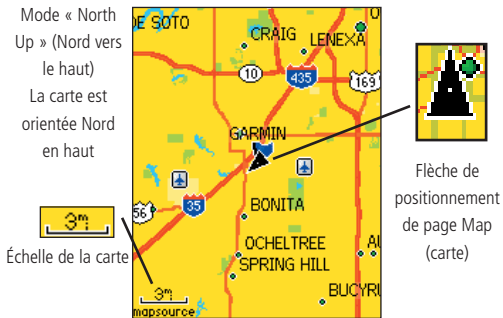 Mode « North
Up » (Nord vers
le haut)
La carte est
orientée Nord
en haut
3m
Échelle de la carte
DE SOTO
CRAIG
LENEXA
10
435
169
GARMIN
56
35
BONITA
OCHELTREE
SPRING HILL
BUCYRU
3m
mapsource
Flèche de
positionnement
de page Map
(carte)